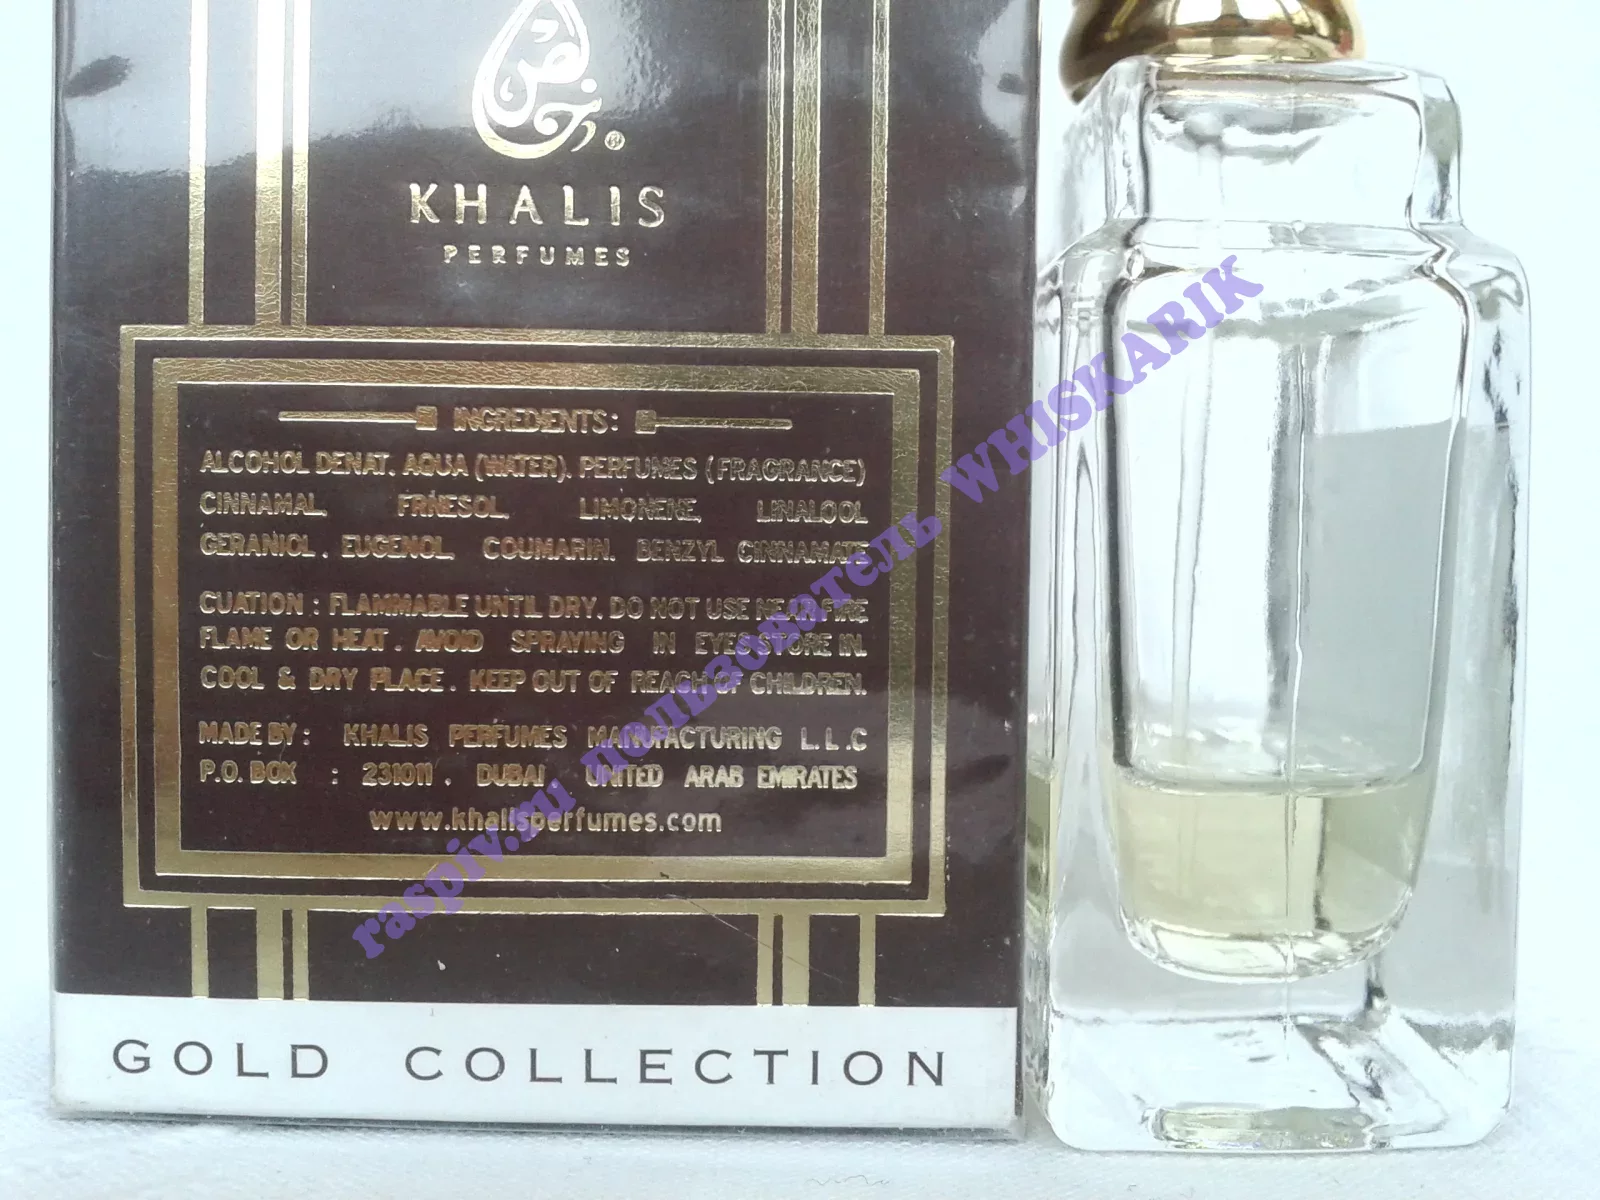 خالص
®
KHALIS
PERFUMES
INGREDIENTS:
ALCOHOL DENAT. AQUA (WATER). PERFUMES (FRAGRANCE)
CINNAMAL, FRNESOL, LIMONENE, LINALOOL
GERANIOL. EUGENOL, COUMARIN. BENZYL CINNAMATE
CUATION : FLAMMABLE UNTIL DRY. DO NOT USE NEAR FIRE
FLAME OR HEAT. AVOID SPRAYING IN EYES STORE IN.
COOL & DRY PLACE. KEEP OUT OF REACH OF CHILDREN.
MADE BY: KHALIS PERFUMES MANUFACTURING L.L.C
P.O. BOX : 231011. DUBAI, UNITED ARAB EMIRATES
www.khalisperfumes.com
GOLD COLLECTION
raspiv.ru пользователь WHISKARIK